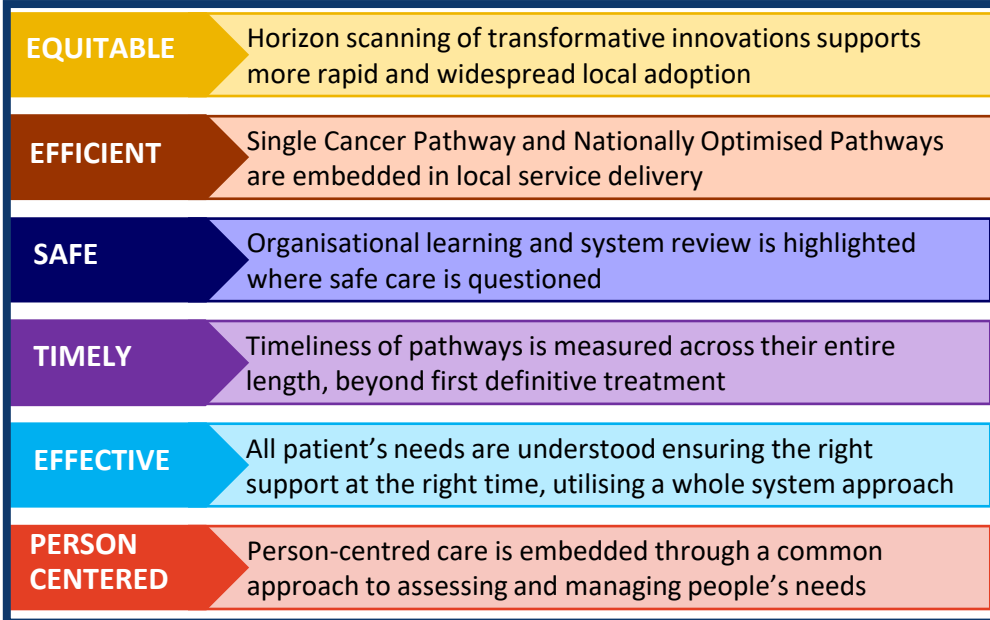 EQUITABLE
Horizon scanning of transformative innovations supports
more rapid and widespread local adoption
EFFICIENT
Single Cancer Pathway and Nationally Optimised Pathways
are embedded in local service delivery
SAFE
Organisational learning and system review is highlighted
where safe care is questioned
TIMELY
Timeliness of pathways is measured across their entire
length, beyond first definitive treatment
EFFECTIVE
All patient’s needs are understood ensuring the right
support at the right time, utilising a whole system approach
PERSON
CENTERED
Person-centred care is embedded through a common
approach to assessing and managing people’s needs